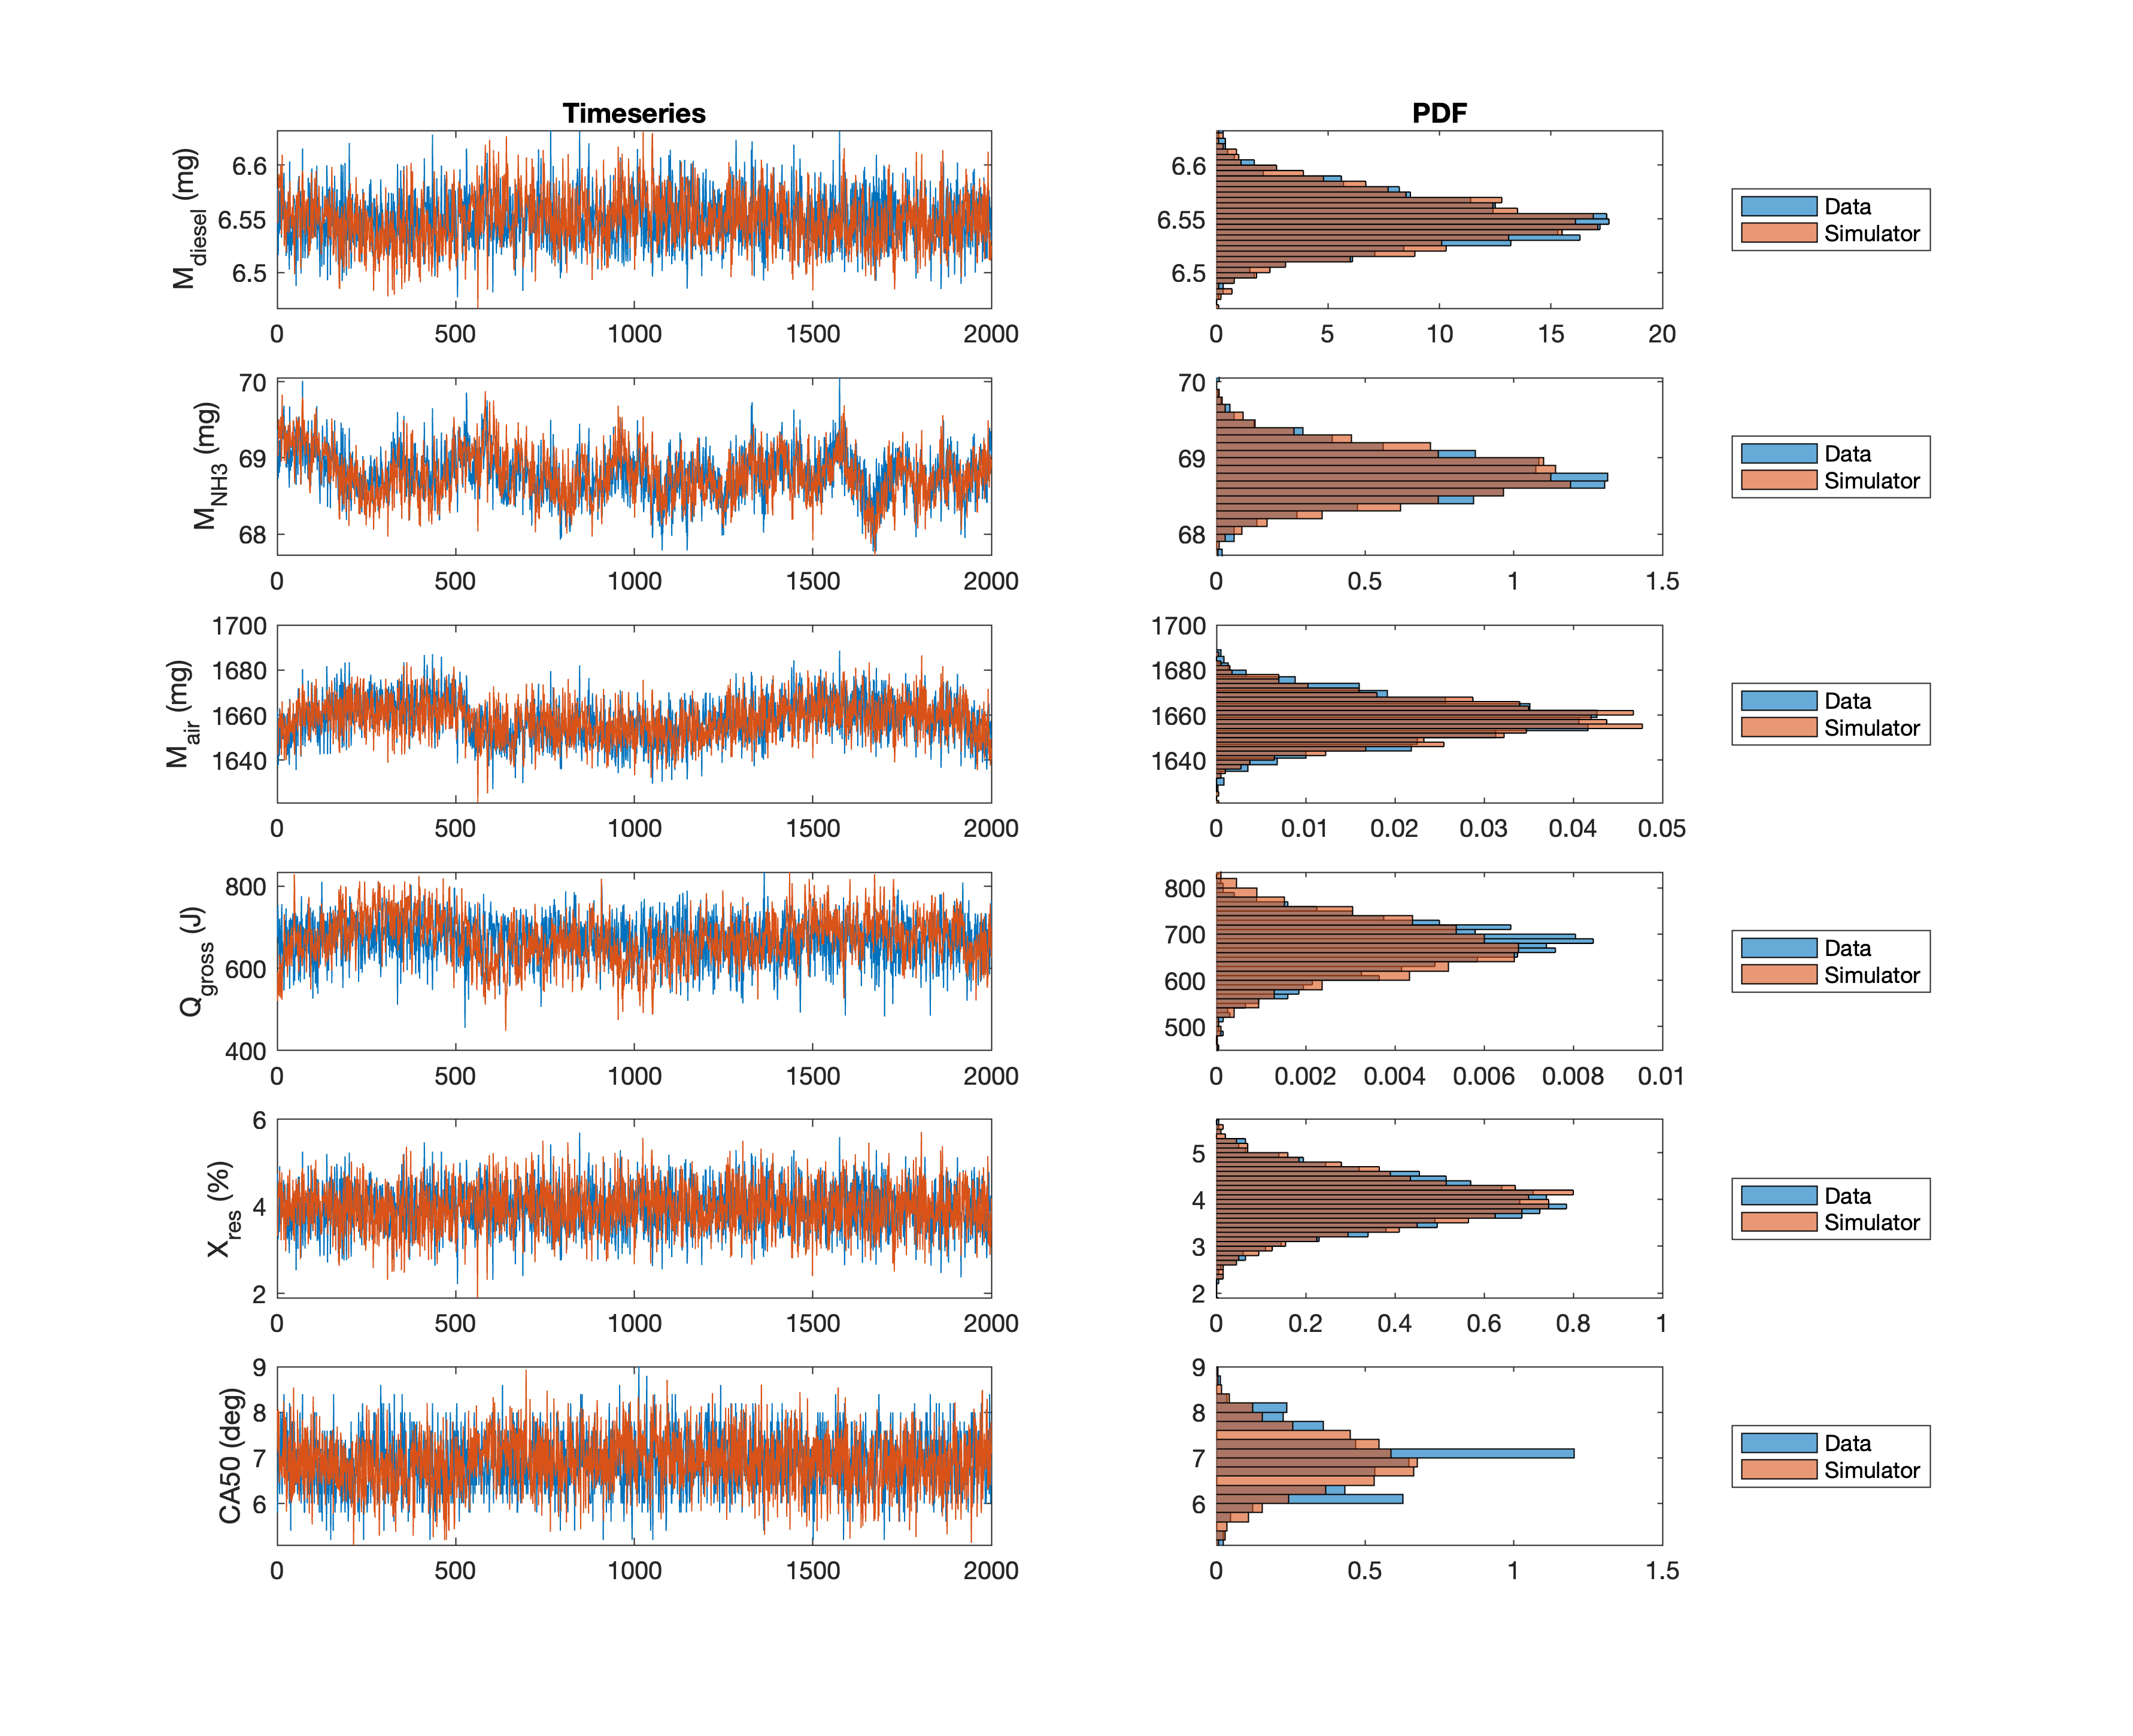 Timeseries
PDF
M_diesel (mg)
6.6
6.55
6.5
0 500 1000 1500 2000
6.6
6.55
6.5
0 5 10 15 20
Data
Simulator
M_NH3 (mg)
70
69
68
0 500 1000 1500 2000
70
69
68
0 0.5 1 1.5
Data
Simulator
M_air (mg)
1700
1680
1660
1640
0 500 1000 1500 2000
1700
1680
1660
1640
0 0.01 0.02 0.03 0.04 0.05
Data
Simulator
Q_gross (J)
800
600
400
0 500 1000 1500 2000
800
700
600
500
0 0.002 0.004 0.006 0.008 0.01
Data
Simulator
X_res (%)
6
4
2
0 500 1000 1500 2000
5
4
3
2
0 0.2 0.4 0.6 0.8 1
Data
Simulator
CA50 (deg)
9
8
7
6
0 500 1000 1500 2000
9
8
7
6
0 0.5 1 1.5
Data
Simulator